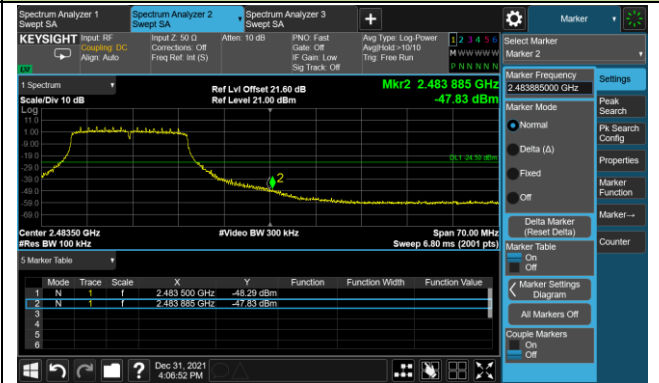 Spectrum Analyzer 1
Swept SA
Spectrum Analyzer 2
Swept SA
Spectrum Analyzer 3
Swept SA
+
Marker
KEYSIGHT
Input: RF
Coupling: DC
Align: Auto
Input Z: 50 Ω
Corrections: Off
Freq Ref: Int (S)
Atten: 10 dB
PNO: Fast
Gate: Off
IF Gain: Low
Sig Track: Off
Avg Type: Log-Power
Avg|Hold:>10/10
Trig: Free Run
1 2 3 4 5 6
M W W W W W
P N N N N N
Select Marker
Marker 2
1 Spectrum
Scale/Div 10 dB
Ref Lvl Offset 21.60 dB
Ref Level 21.00 dBm
Mkr2 2.483 885 GHz
-47.83 dBm
Log
11.0
1.00
-9.00
-19.0
-29.0
-39.0
-49.0
-59.0
-69.0
DL1 -24.50 dBm
2
Center 2.48350 GHz
#Res BW 100 kHz
#Video BW 300 kHz
Span 70.00 MHz
Sweep 6.80 ms (2001 pts)
5 Marker Table
Mode Trace Scale X Y Function Function Width Function Value
1 N 1 f 2.483 500 GHz -48.29 dBm
2 N 1 f 2.483 885 GHz -47.83 dBm
3
4
5
6
Marker Frequency
2.483885000 GHz
Marker Mode
Normal
Delta (Δ)
Fixed
Off
Delta Marker
(Reset Delta)
Marker Table
On
Off
Marker Settings
Diagram
All Markers Off
Couple Markers
On
Off
Settings
Peak
Search
Pk Search
Config
Properties
Marker
Function
Marker→
Counter
?
Dec 31, 2021
4:06:52 PM